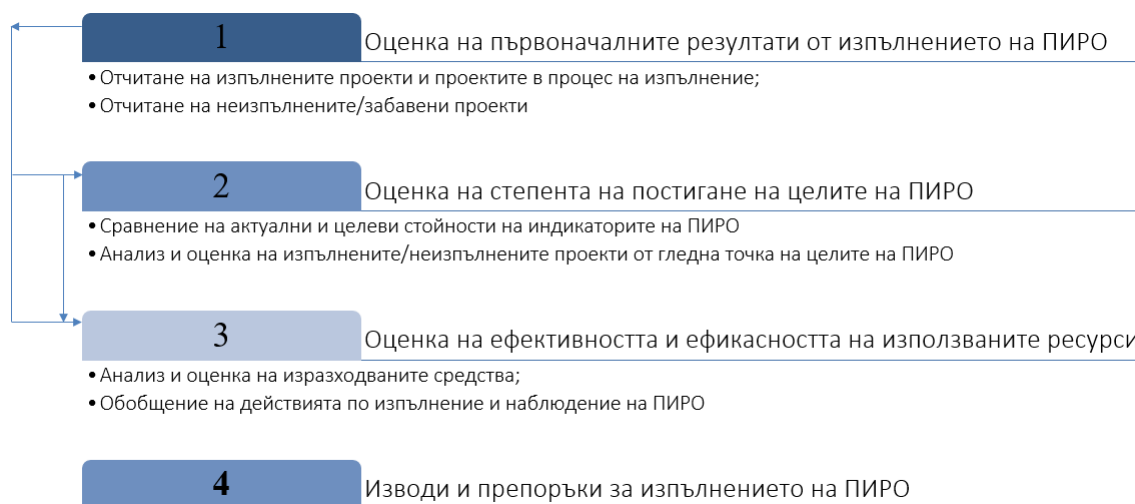 1
Оценка на първоначалните резултати от изпълнението на ПИРО
• Отчитане на изпълнените проекти и проектите в процес на изпълнение;
• Отчитане на неизпълнените/забавени проекти
2
Оценка на степента на постигане на целите на ПИРО
• Сравнение на актуални и целеви стойности на индикаторите на ПИРО
• Анализ и оценка на изпълнените/неизпълнените проекти от гледна точка на целите на ПИРО
3
Оценка на ефективността и ефикасността на използваните ресурси
• Анализ и оценка на изразходваните средства;
• Обобщение на действията по изпълнение и наблюдение на ПИРО
4
Изводи и препоръки за изпълнението на ПИРО